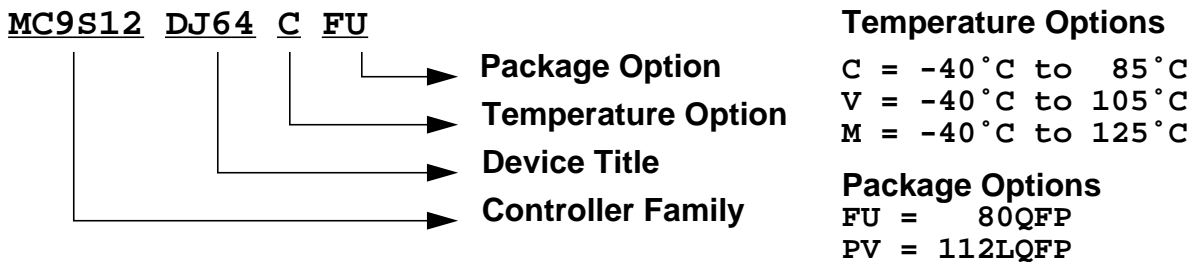 MC9S12 DJ64 C FU
Package Option
Temperature Option
Device Title
Controller Family
Temperature Options
C = -40˚C to 85˚C
V = -40˚C to 105˚C
M = -40˚C to 125˚C
Package Options
FU = 80QFP
PV = 112LQFP